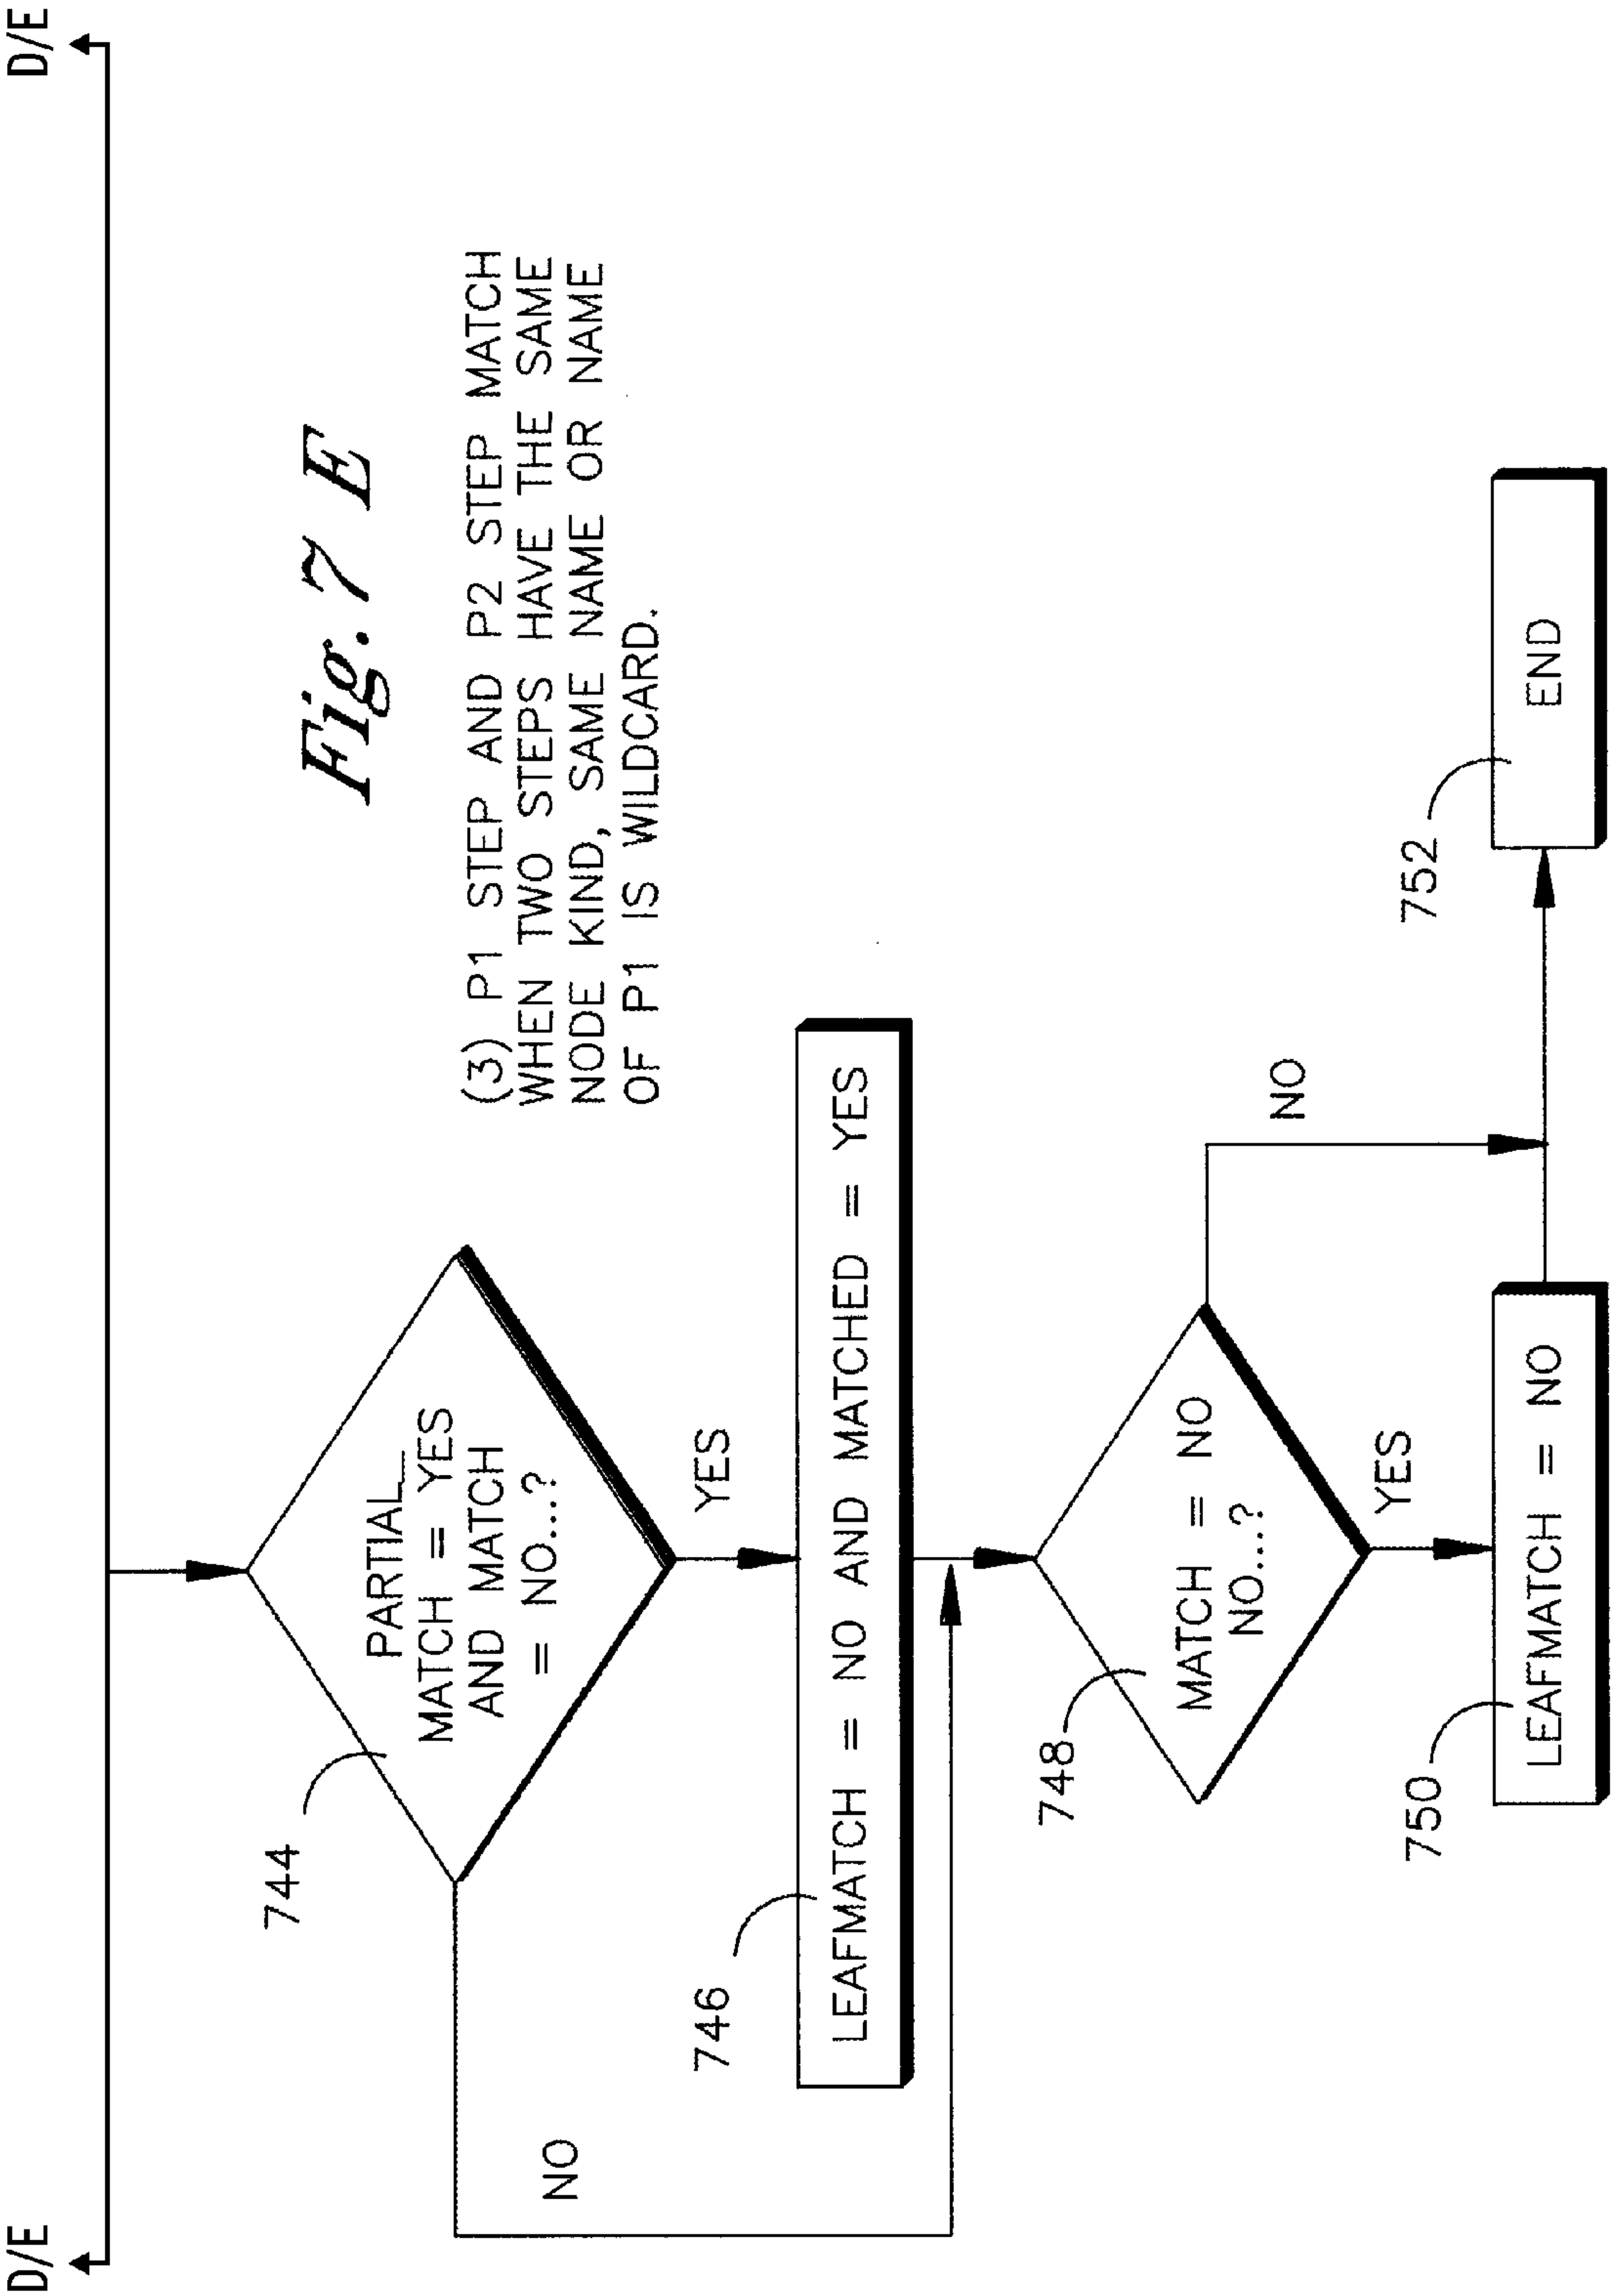 D/E
D/E
Fig. 7 E
744
PARTIAL_
MATCH = YES
AND MATCH
= NO...?
NO
YES
(3) P1 STEP AND P2 STEP MATCH
WHEN TWO STEPS HAVE THE SAME
NODE KIND, SAME NAME OR NAME
OF P1 IS WILDCARD.
746
LEAFMATCH = NO AND MATCHED = YES
748
MATCH = NO
NO...?
NO
YES
750
LEAFMATCH = NO
752
END